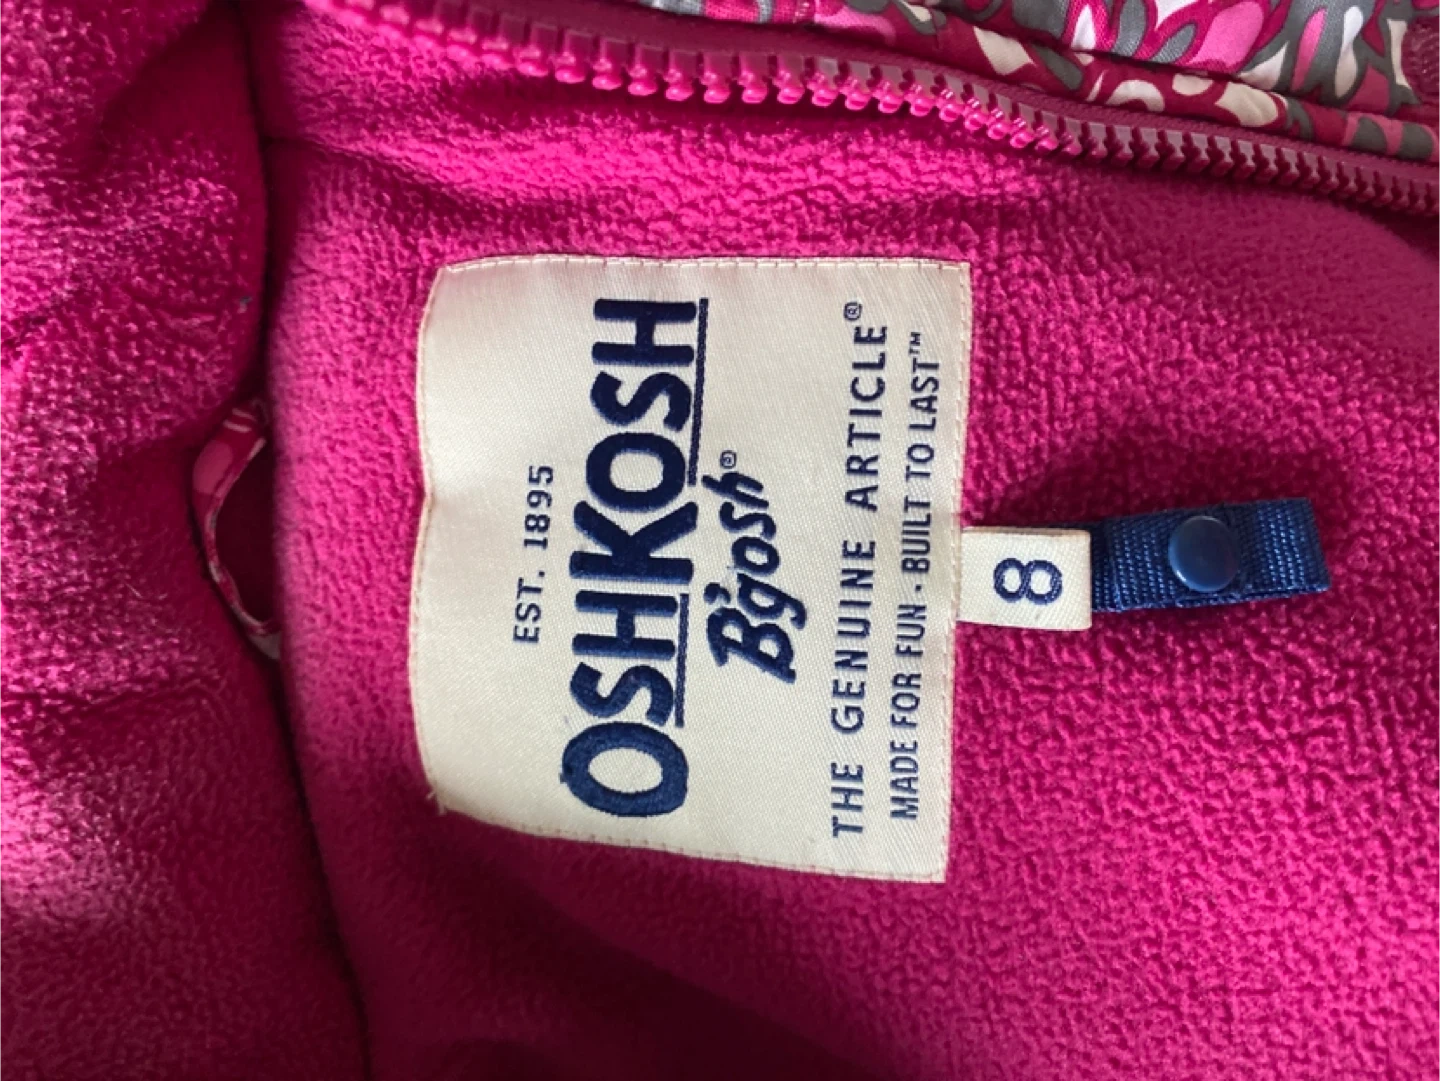 EST. 1895
OSHKOSH
B'gosh®
THE GENUINE ARTICLE®
MADE FOR FUN · BUILT TO LAST™
8